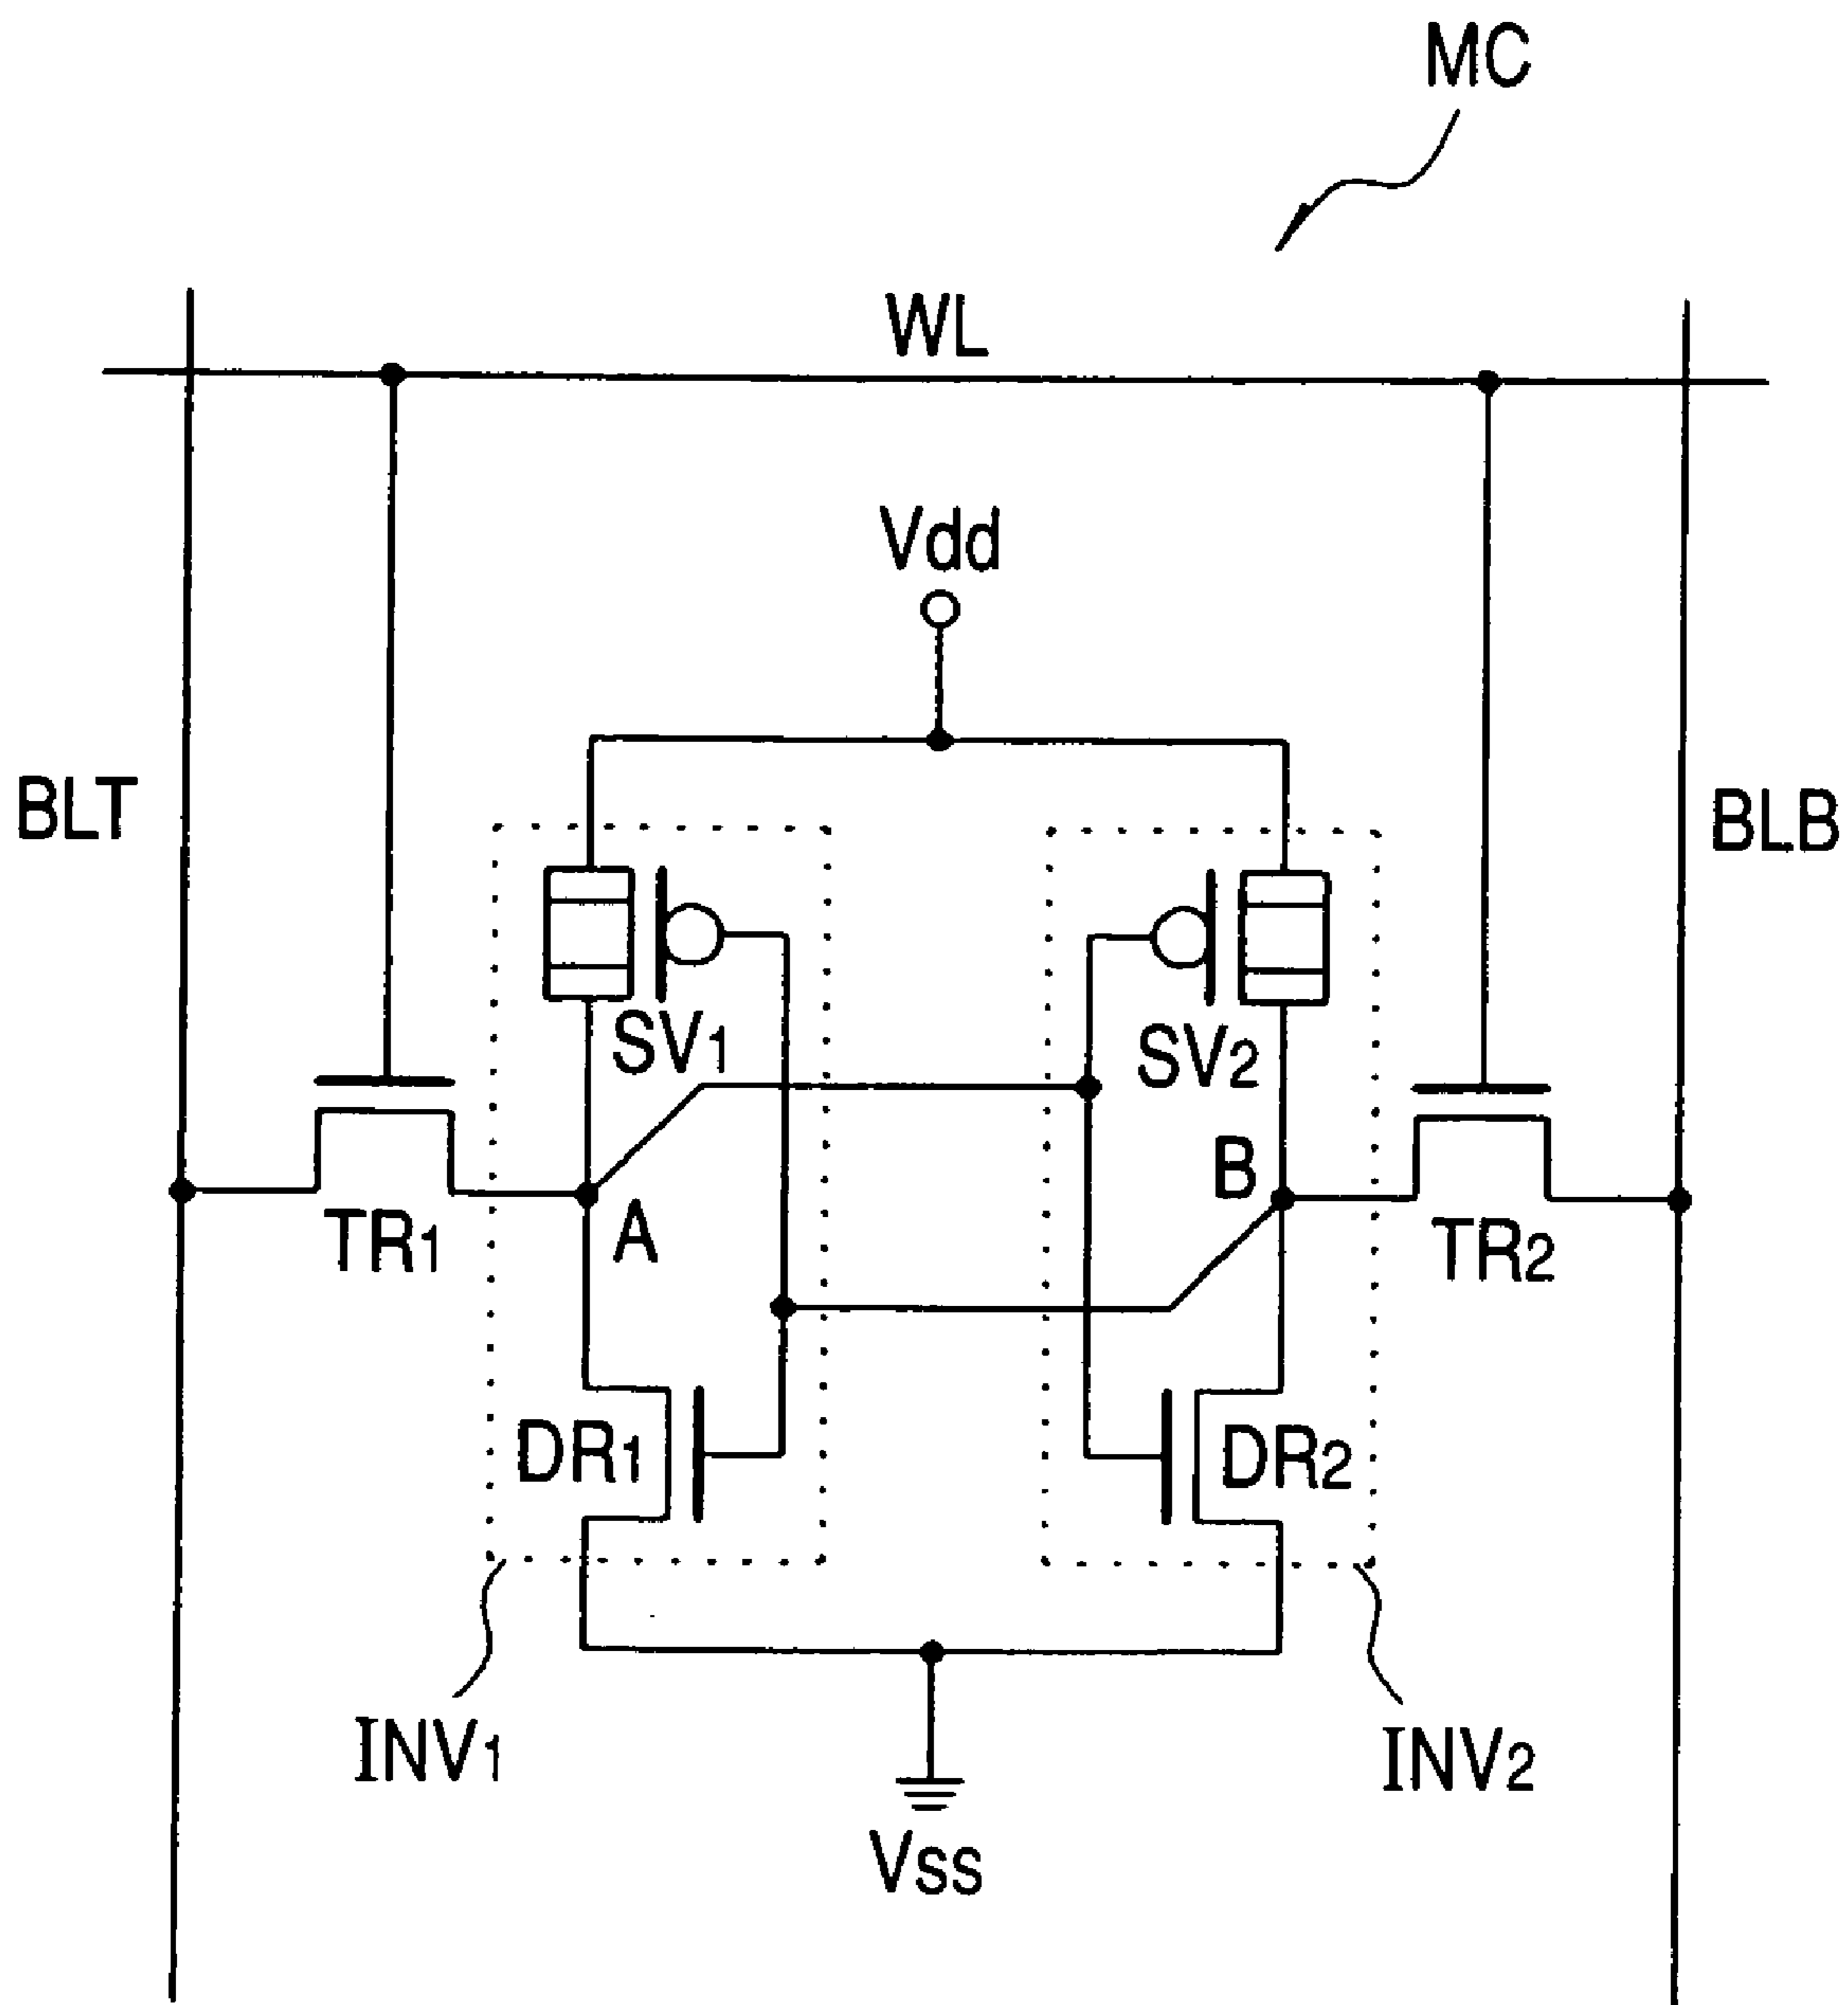 MC
WL
Vdd
BLT
BLB
SV1
SV2
B
A
TR1
TR2
DR1
DR2
INV1
INV2
Vss